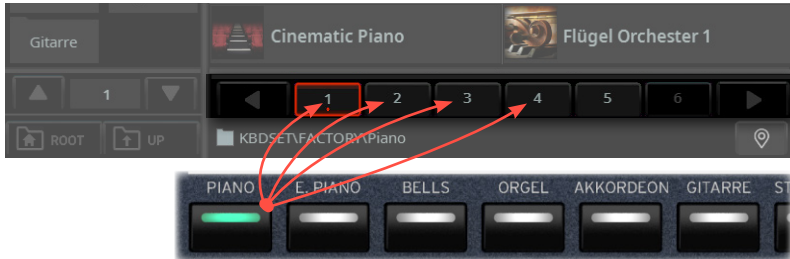 Gitarre
Cinematic Piano
Flügel Orchester 1
1
1 2 3 4 5 6
ROOT UP
KBDSET\FACTORY\Piano
PIANO E. PIANO BELLS ORGEL AKKORDEON GITARRE ST